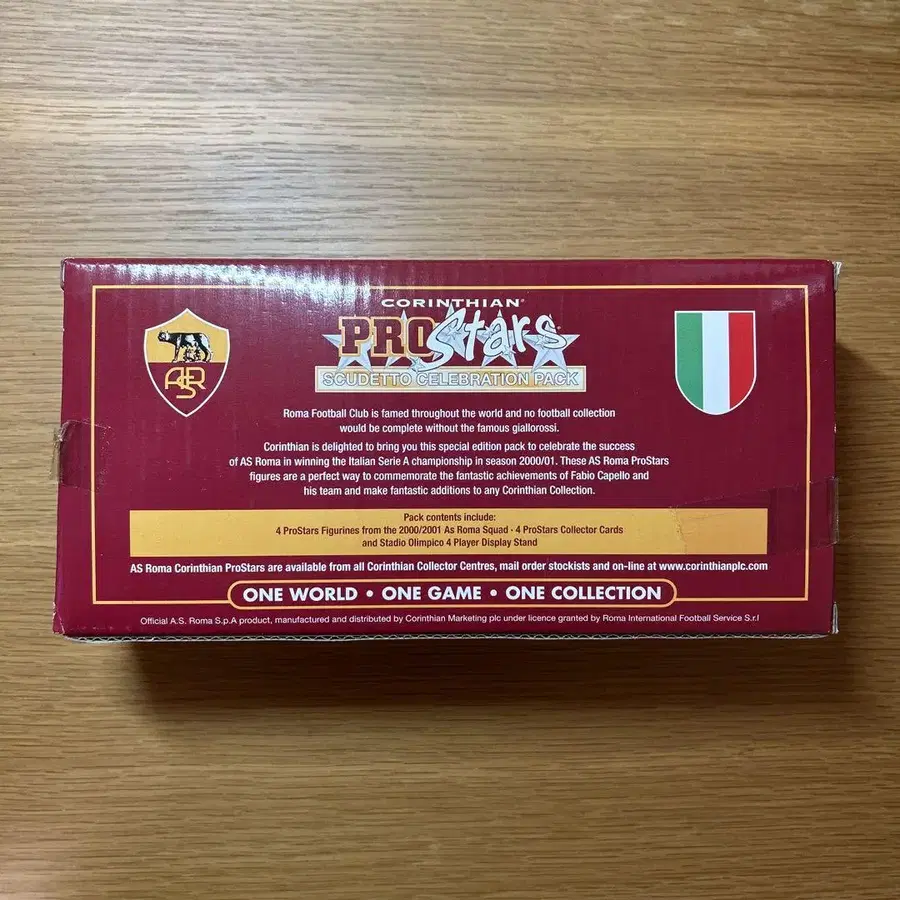 CORINTHIAN®
PROStars
SCUDETTO CELEBRATION PACK
ASR
Roma Football Club is famed throughout the world and no football collection
would be complete without the famous giallorossi.
Corinthian is delighted to bring you this special edition pack to celebrate the success
of AS Roma in winning the Italian Serie A championship in season 2000/01. These AS Roma ProStars
figures are a perfect way to commemorate the fantastic achievements of Fabio Capello and
his team and make fantastic additions to any Corinthian Collection.
Pack contents include:
4 ProStars Figurines from the 2000/2001 As Roma Squad · 4 ProStars Collector Cards
and Stadio Olimpico 4 Player Display Stand
AS Roma Corinthian ProStars are available from all Corinthian Collector Centres, mail order stockists and on-line at www.corinthianplc.com
ONE WORLD • ONE GAME • ONE COLLECTION
Official A.S. Roma S.p.A product, manufactured and distributed by Corinthian Marketing plc under licence granted by Roma International Football Service S.r.l